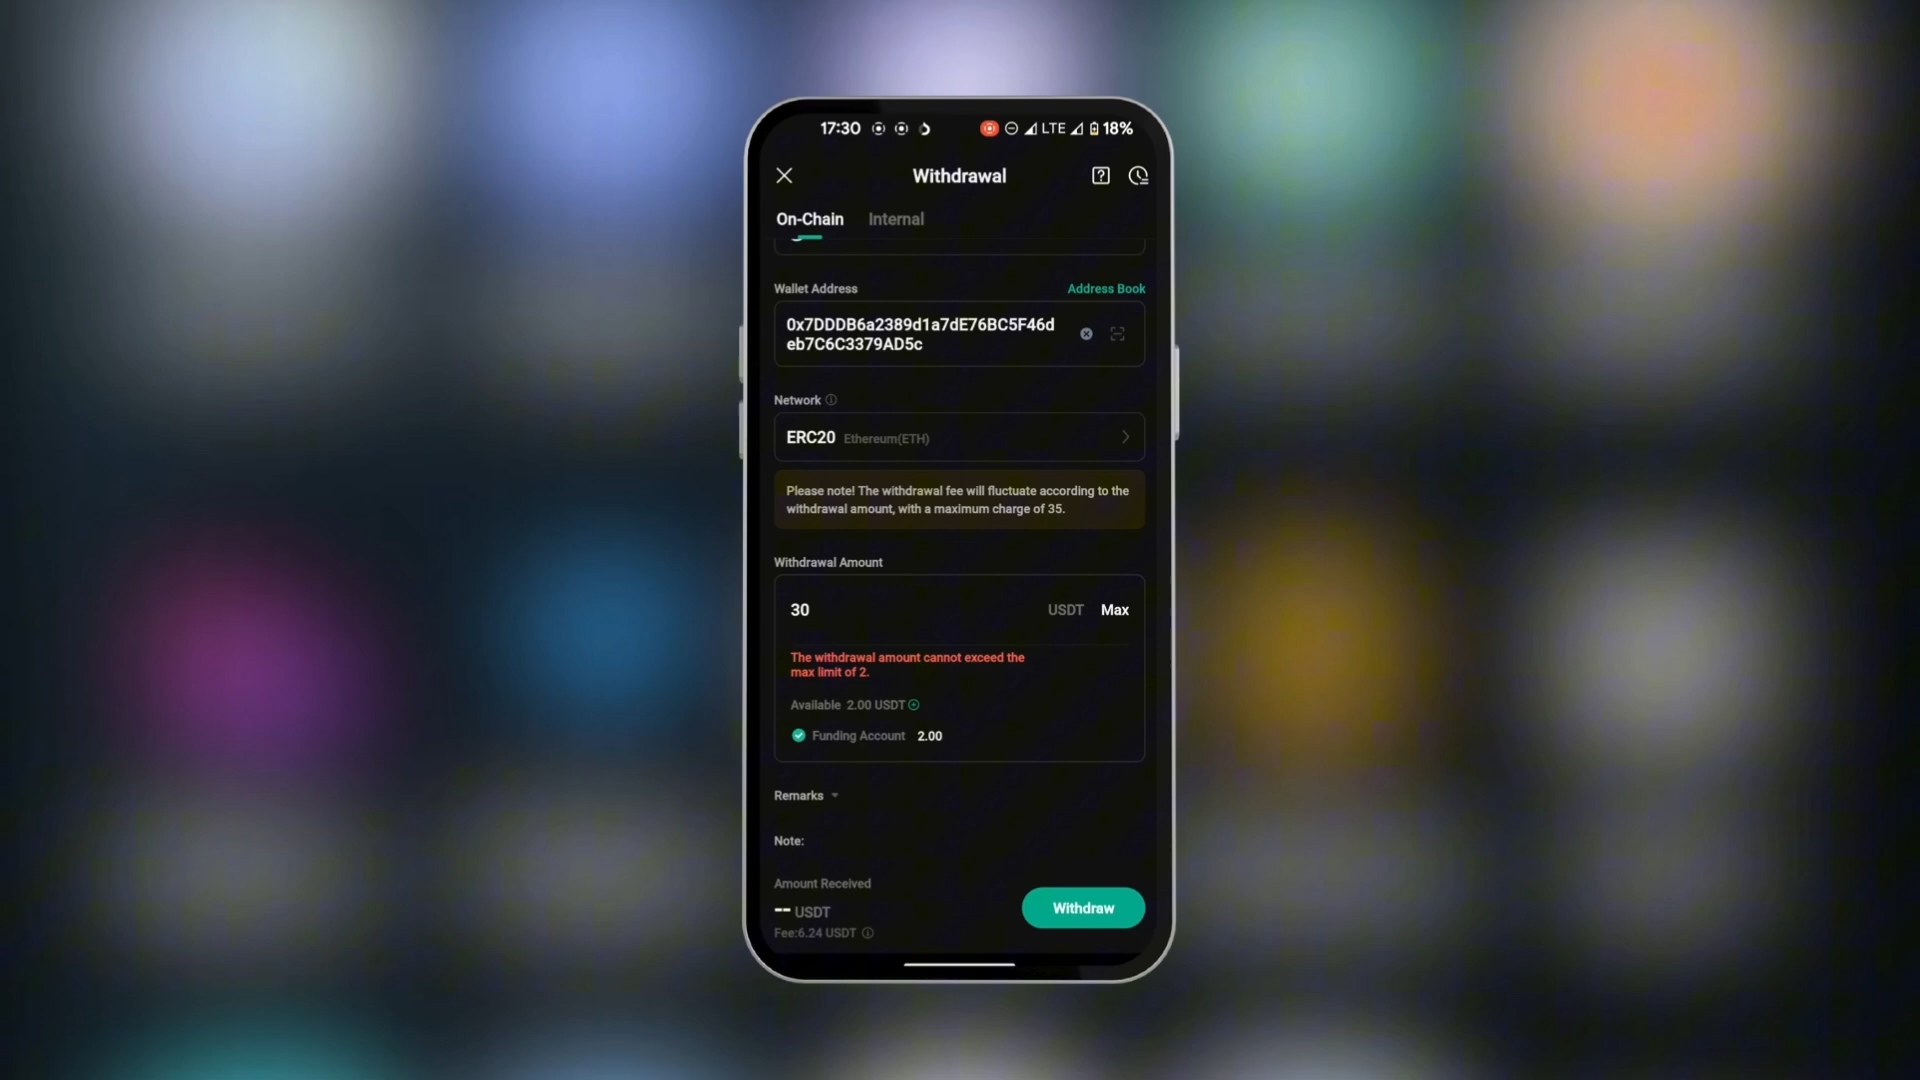 17:30 LTE 18%
Withdrawal
On-Chain Internal
Wallet Address Address Book
0x7DDDB6a2389d1a7dE76BC5F46d
eb7C6C3379AD5c
Network
ERC20 Ethereum(ETH)
Please note! The withdrawal fee will fluctuate according to the
withdrawal amount, with a maximum charge of 35.
Withdrawal Amount
30 USDT Max
The withdrawal amount cannot exceed the
max limit of 2.
Available 2.00 USDT
Funding Account 2.00
Remarks
Note:
Amount Received
-- USDT
Withdraw
Fee:6.24 USDT